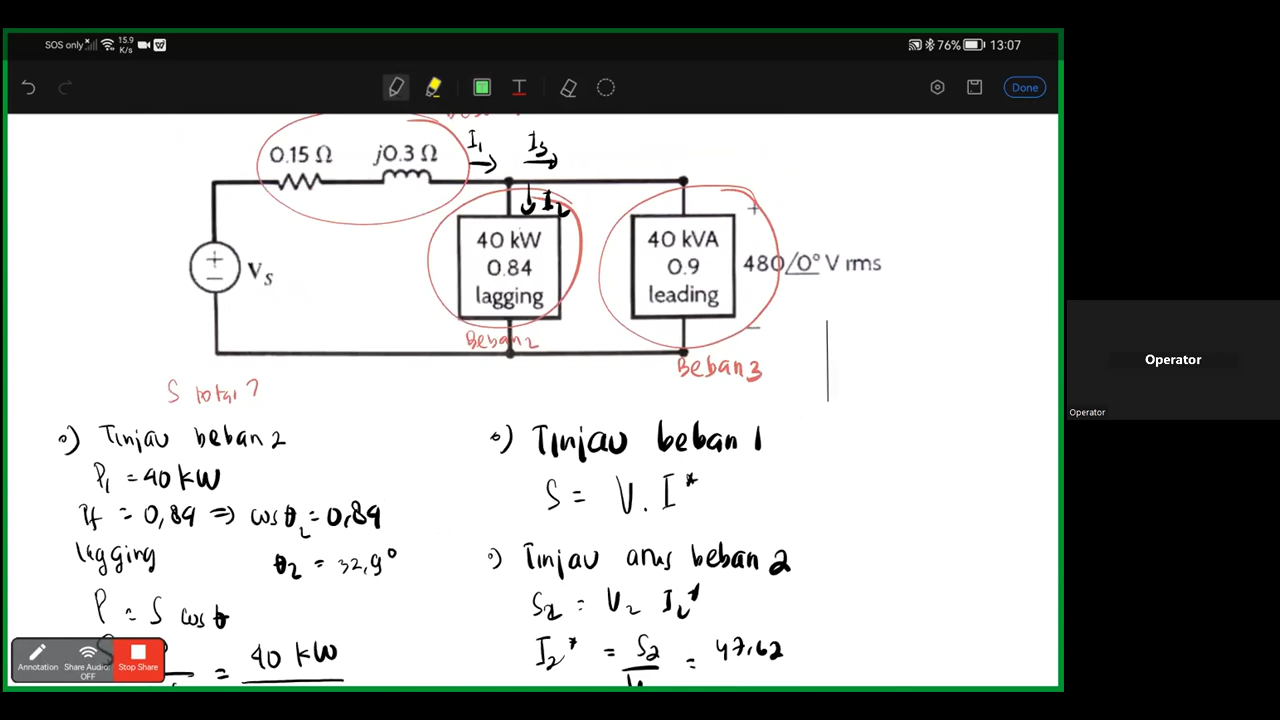 SOS only
15.9
K/s
76% 13:07
T
Done
0.15 Ω
j0.3 Ω
I1
I3
I2
40 kW
0.84
lagging
40 kVA
0.9
leading
+
480/0° V rms
−
+
−
Vs
Beban 2
Beban 3
S total ?
•) Tinjau beban 2
P1 = 40 kW
Pf = 0,84 => cos θ2 = 0,84
lagging
θ2 = 32,9°
P = S cos θ
= 40 kW
•) Tinjau beban 1
S = V. I*
•) Tinjau arus beban 2
S2 = V2 I2*
I2* = S2 = 47,62
Annotation
Share Audio:
OFF
Stop Share
Operator
Operator